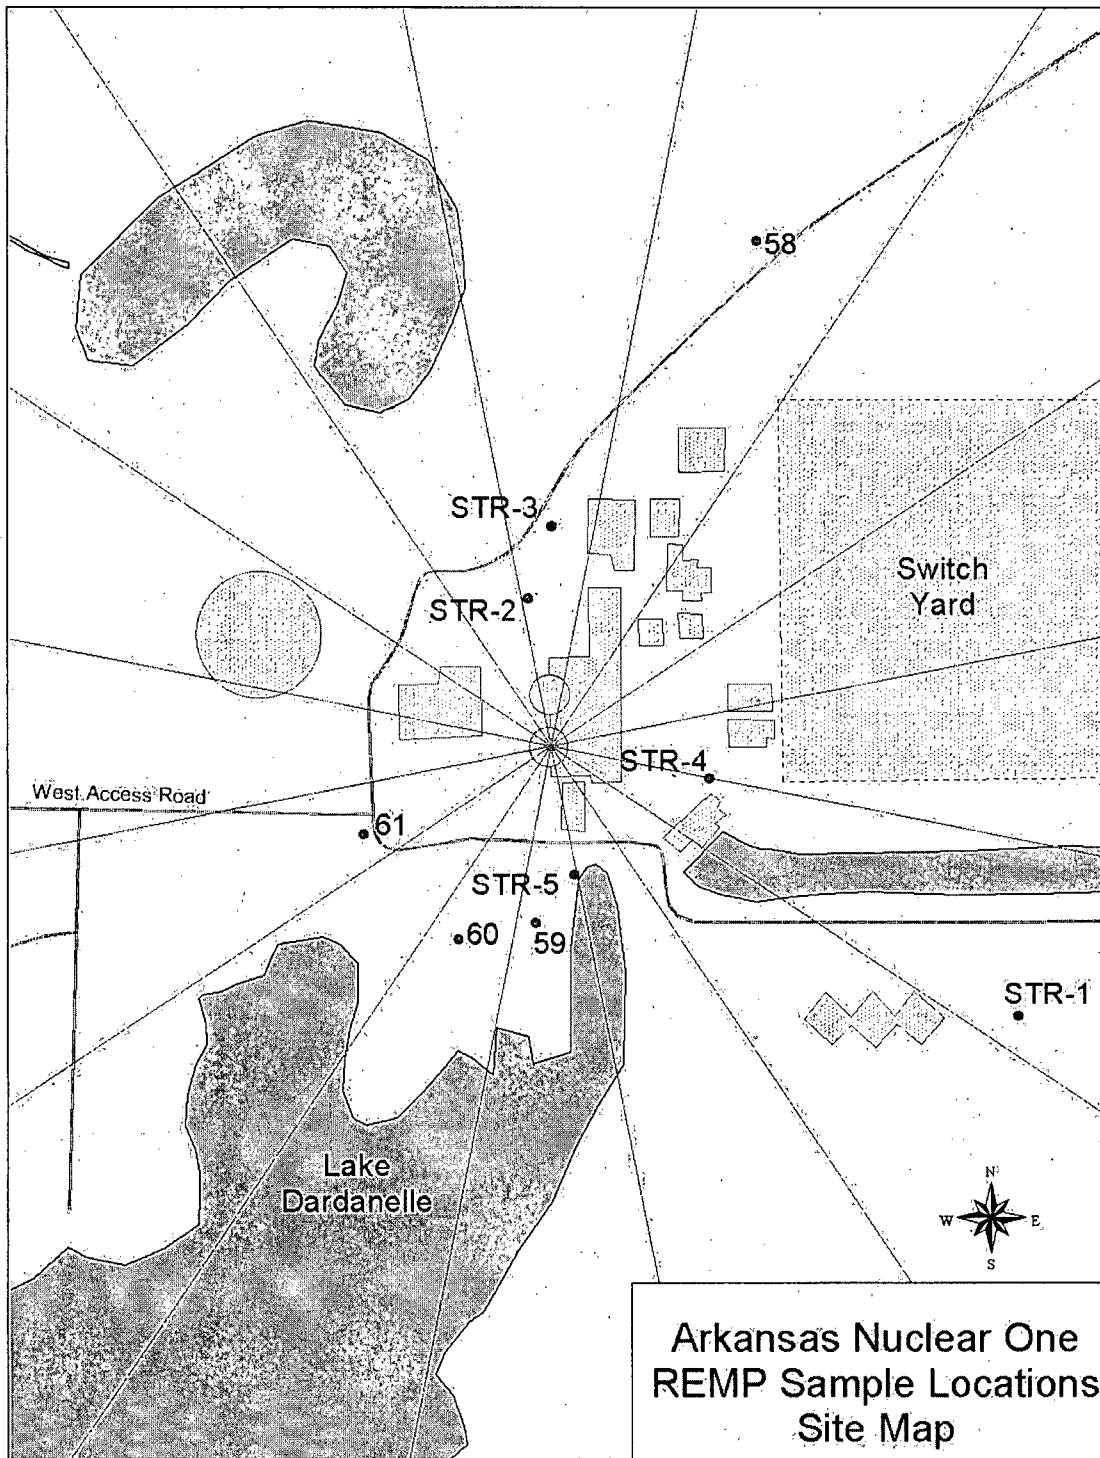 58
STR-3
Switch
Yard
STR-2
STR-4
West Access Road
61
STR-5
60
59
STR-1
Lake
Dardanelle
N
W
E
S
Arkansas Nuclear One
REMP Sample Locations
Site Map